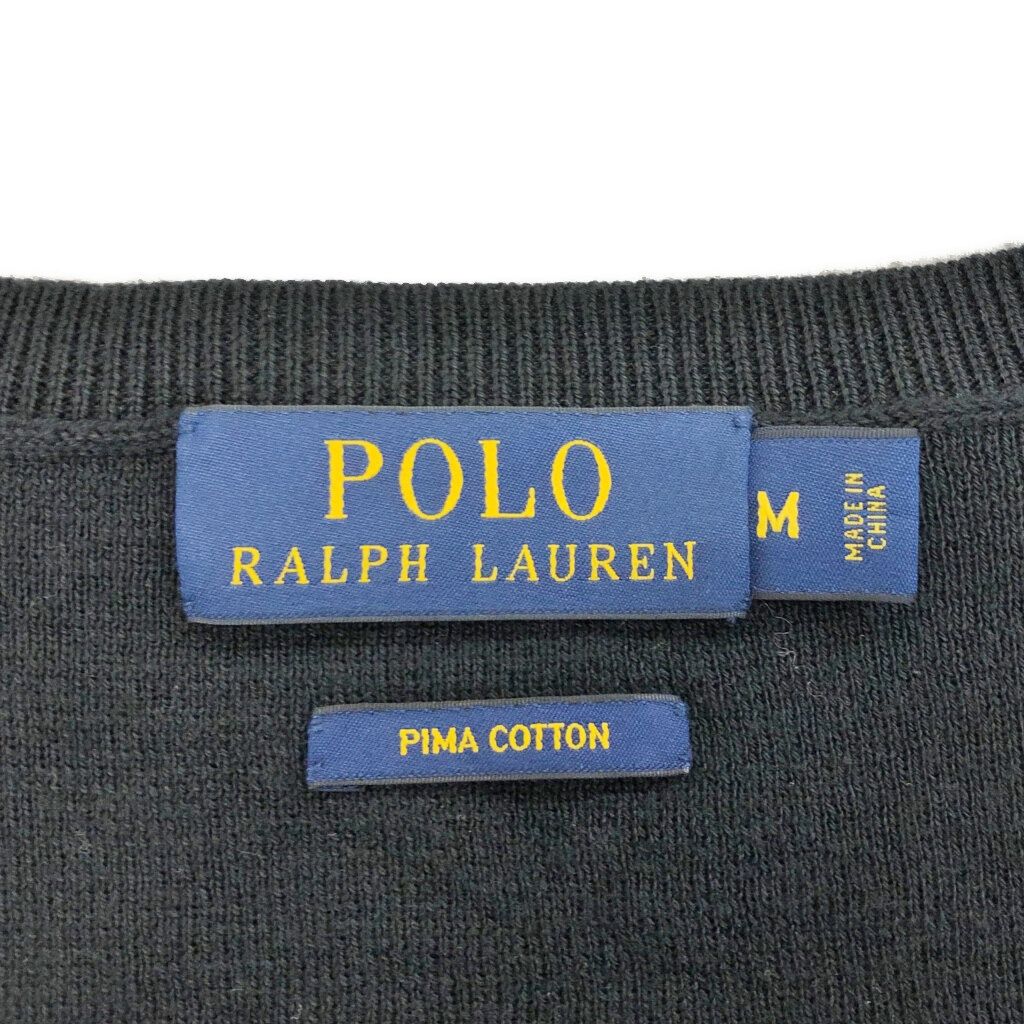 POLO
RALPH LAUREN
M
MADE IN
CHINA
PIMA COTTON